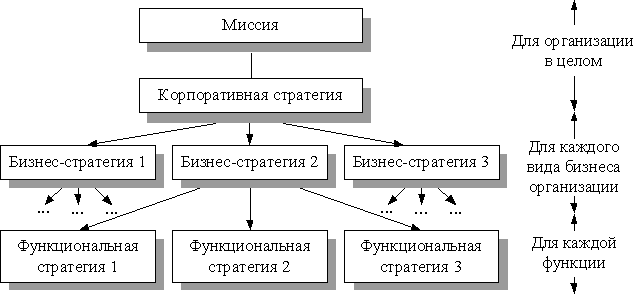 Миссия
Для организации
в целом
Корпоративная стратегия
Для каждого
вида бизнеса
организации
Бизнес-стратегия 1
Бизнес-стратегия 2
Бизнес-стратегия 3
... ... ...
... ... ...
Функциональная
стратегия 1
Функциональная
стратегия 2
Функциональная
стратегия 3
Для каждой
функции